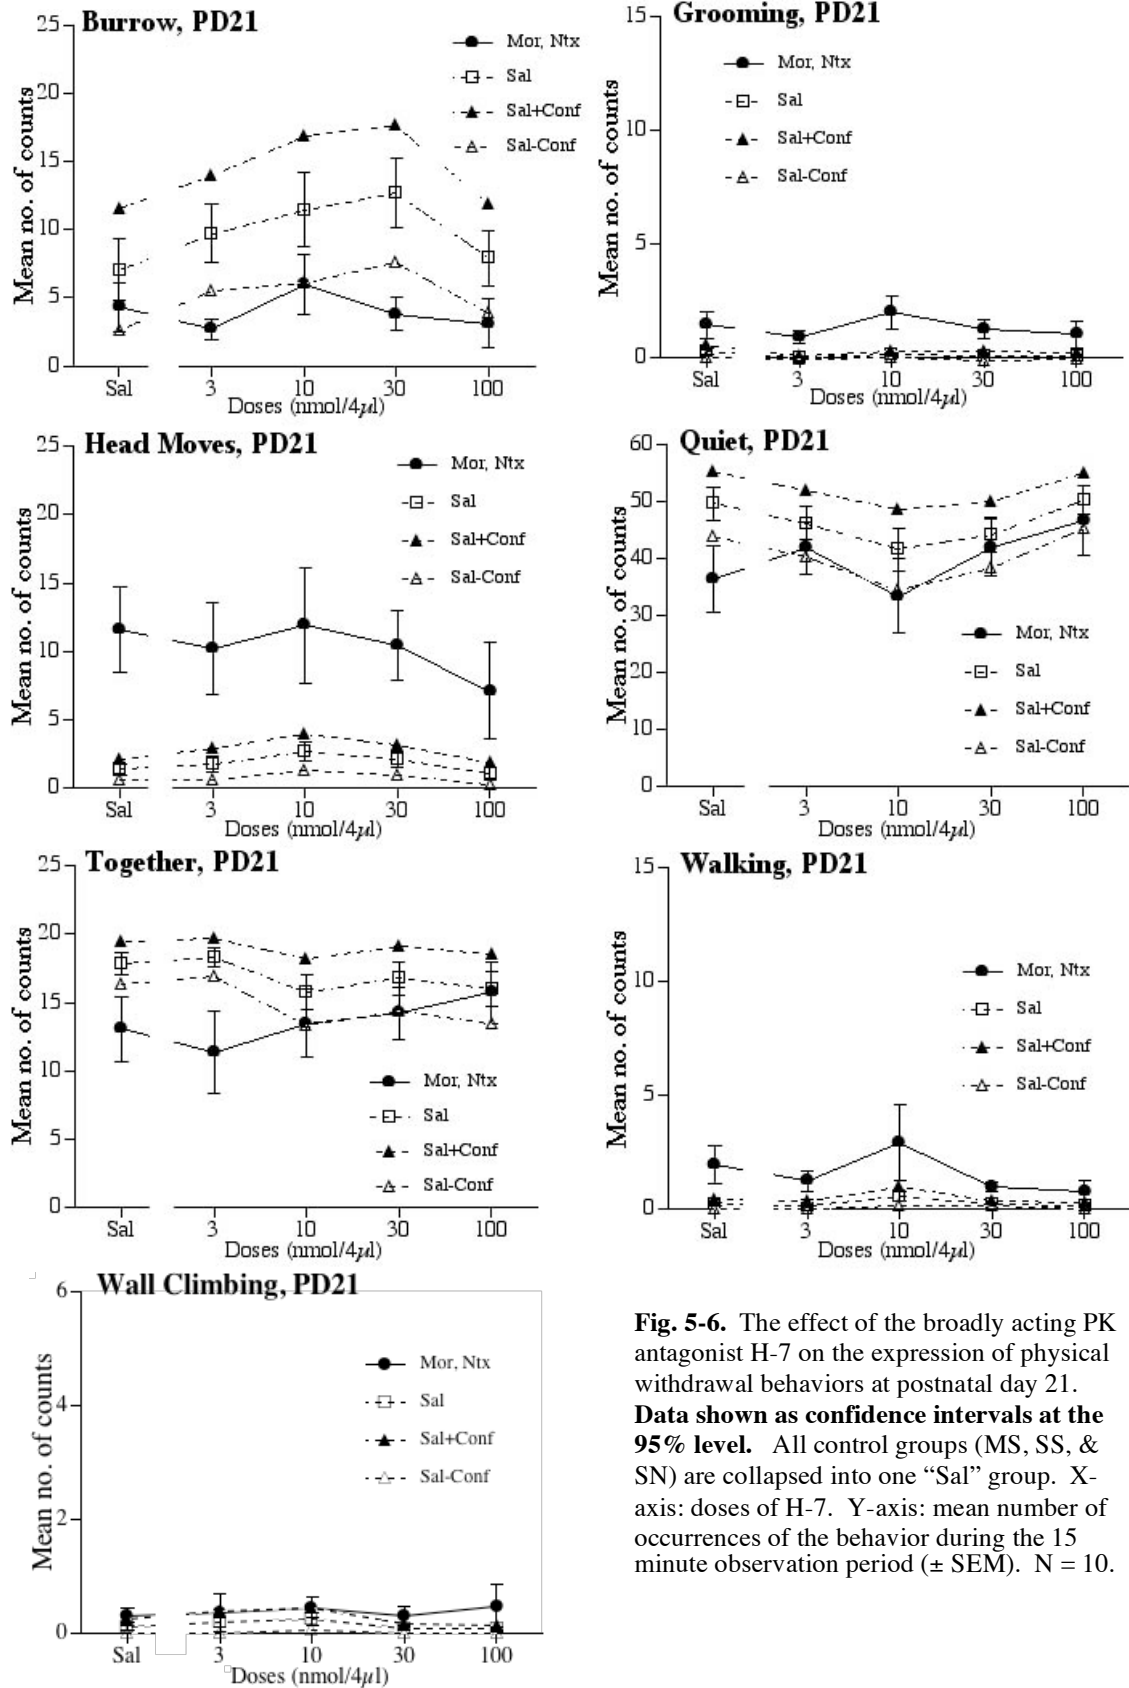 Burrow, PD21
25
20
15
10
5
0
Mean no. of counts
Mor, Ntx
Sal
Sal+Conf
Sal-Conf
Sal
3
10
30
100
Doses (nmol/4µl)
Grooming, PD21
15
10
5
0
Mean no. of counts
Mor, Ntx
Sal
Sal+Conf
Sal-Conf
Sal
3
10
30
100
Doses (nmol/4µl)
Head Moves, PD21
25
20
15
10
5
0
Mean no. of counts
Mor, Ntx
Sal
Sal+Conf
Sal-Conf
Sal
3
10
30
100
Doses (nmol/4µl)
Quiet, PD21
60
50
40
30
20
10
0
Mean no. of counts
Mor, Ntx
Sal
Sal+Conf
Sal-Conf
Sal
3
10
30
100
Doses (nmol/4µl)
Together, PD21
25
20
15
10
5
0
Mean no. of counts
Mor, Ntx
Sal
Sal+Conf
Sal-Conf
Sal
3
10
30
100
Doses (nmol/4µl)
Walking, PD21
15
10
5
0
Mean no. of counts
Mor, Ntx
Sal
Sal+Conf
Sal-Conf
Sal
3
10
30
100
Doses (nmol/4µl)
Wall Climbing, PD21
6
4
2
0
Mean no. of counts
Mor, Ntx
Sal
Sal+Conf
Sal-Conf
Sal
3
10
30
100
Doses (nmol/4µl)
Fig. 5-6. The effect of the broadly acting PK
antagonist H-7 on the expression of physical
withdrawal behaviors at postnatal day 21.
Data shown as confidence intervals at the
95% level. All control groups (MS, SS, &
SN) are collapsed into one “Sal” group. X-
axis: doses of H-7. Y-axis: mean number of
occurrences of the behavior during the 15
minute observation period (± SEM). N = 10.